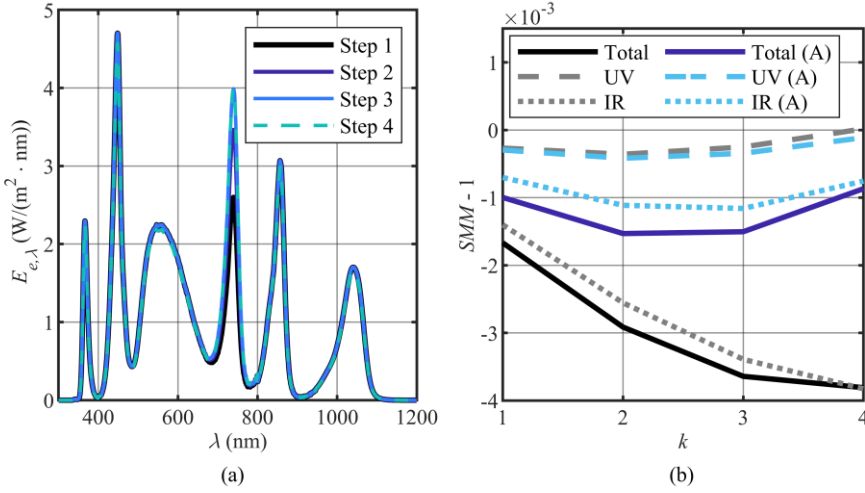 5
4
3
2
1
0
E_{e,λ} (W/(m² · nm))
Step 1
Step 2
Step 3
Step 4
400 600 800 1000 1200
λ (nm)
(a)
×10⁻³
1
0
-1
-2
-3
-4
SMM - 1
Total
UV
IR
Total (A)
UV (A)
IR (A)
1 2 3 4
k
(b)